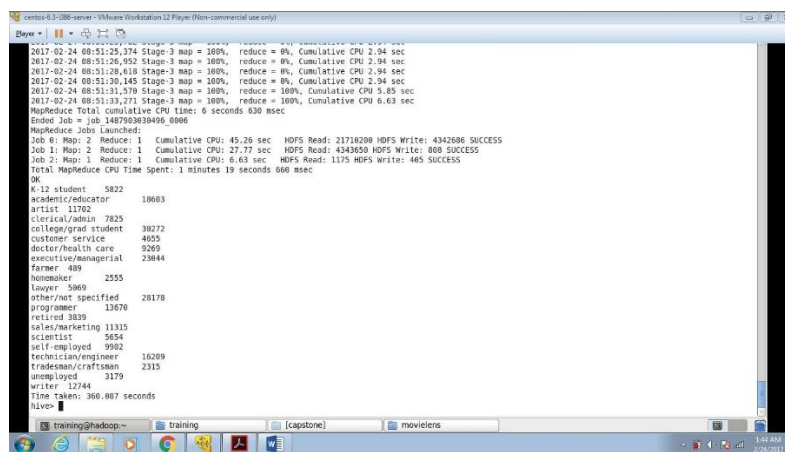 centos-6.3-i386-server - VMware Workstation 12 Player (Non-commercial use only)
Player
2017-02-24 08:51:25,374 Stage-3 map = 100%, reduce = 0%, Cumulative CPU 2.94 sec
2017-02-24 08:51:26,952 Stage-3 map = 100%, reduce = 0%, Cumulative CPU 2.94 sec
2017-02-24 08:51:28,618 Stage-3 map = 100%, reduce = 0%, Cumulative CPU 2.94 sec
2017-02-24 08:51:30,145 Stage-3 map = 100%, reduce = 0%, Cumulative CPU 2.94 sec
2017-02-24 08:51:31,570 Stage-3 map = 100%, reduce = 100%, Cumulative CPU 5.85 sec
2017-02-24 08:51:33,271 Stage-3 map = 100%, reduce = 100%, Cumulative CPU 6.63 sec
MapReduce Total cumulative CPU time: 6 seconds 630 msec
Ended Job = job_1487903030496_0006
MapReduce Jobs Launched:
Job 0: Map: 2 Reduce: 1 Cumulative CPU: 45.26 sec HDFS Read: 21710200 HDFS Write: 4342606 SUCCESS
Job 1: Map: 2 Reduce: 1 Cumulative CPU: 27.77 sec HDFS Read: 4343650 HDFS Write: 808 SUCCESS
Job 2: Map: 1 Reduce: 1 Cumulative CPU: 6.63 sec HDFS Read: 1175 HDFS Write: 405 SUCCESS
Total MapReduce CPU Time Spent: 1 minutes 19 seconds 660 msec
OK
K-12 student 5822
academic/educator 18603
artist 11702
clerical/admin 7825
college/grad student 30272
customer service 4655
doctor/health care 9269
executive/managerial 23044
farmer 489
homemaker 2555
lawyer 5069
other/not specified 28178
programmer 13670
retired 3839
sales/marketing 11315
scientist 5654
self-employed 9902
technician/engineer 16209
tradesman/craftsman 2315
unemployed 3179
writer 12744
Time taken: 360.087 seconds
hive>
training@hadoop:~ training [capstone] movielens
1:44 AM
2/24/2017